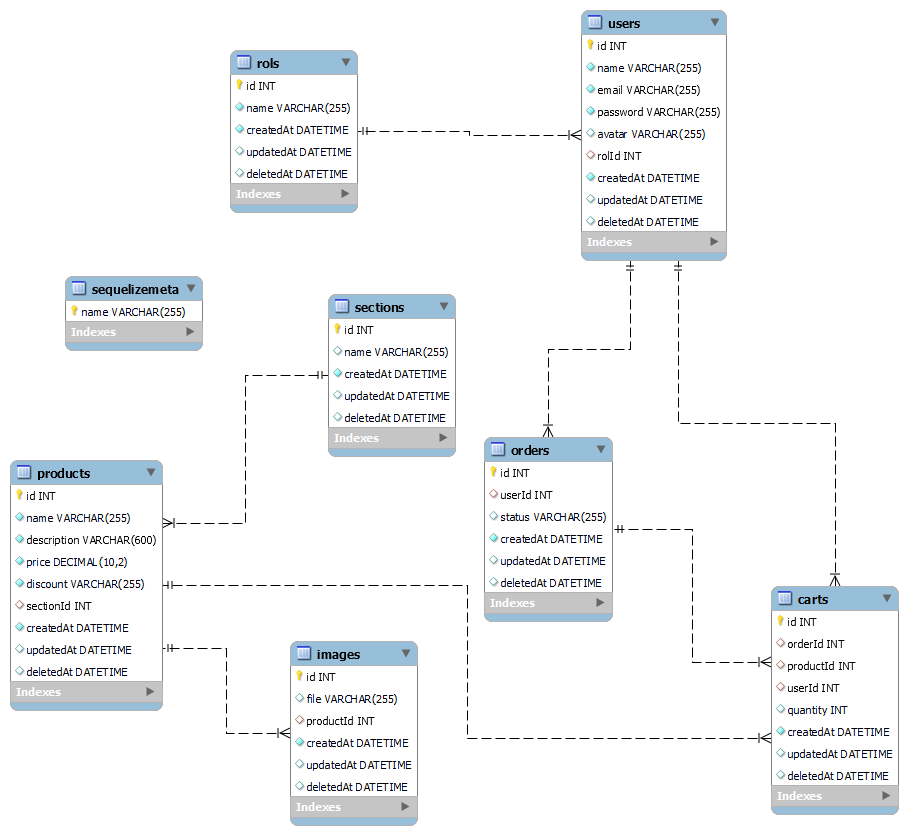 users
id INT
name VARCHAR(255)
email VARCHAR(255)
password VARCHAR(255)
avatar VARCHAR(255)
rolId INT
createdAt DATETIME
updatedAt DATETIME
deletedAt DATETIME
Indexes
rols
id INT
name VARCHAR(255)
createdAt DATETIME
updatedAt DATETIME
deletedAt DATETIME
Indexes
sequelizemeta
name VARCHAR(255)
Indexes
sections
id INT
name VARCHAR(255)
createdAt DATETIME
updatedAt DATETIME
deletedAt DATETIME
Indexes
products
id INT
name VARCHAR(255)
description VARCHAR(600)
price DECIMAL(10,2)
discount VARCHAR(255)
sectionId INT
createdAt DATETIME
updatedAt DATETIME
deletedAt DATETIME
Indexes
orders
id INT
userId INT
status VARCHAR(255)
createdAt DATETIME
updatedAt DATETIME
deletedAt DATETIME
Indexes
images
id INT
file VARCHAR(255)
productId INT
createdAt DATETIME
updatedAt DATETIME
deletedAt DATETIME
Indexes
carts
id INT
orderId INT
productId INT
userId INT
quantity INT
createdAt DATETIME
updatedAt DATETIME
deletedAt DATETIME
Indexes